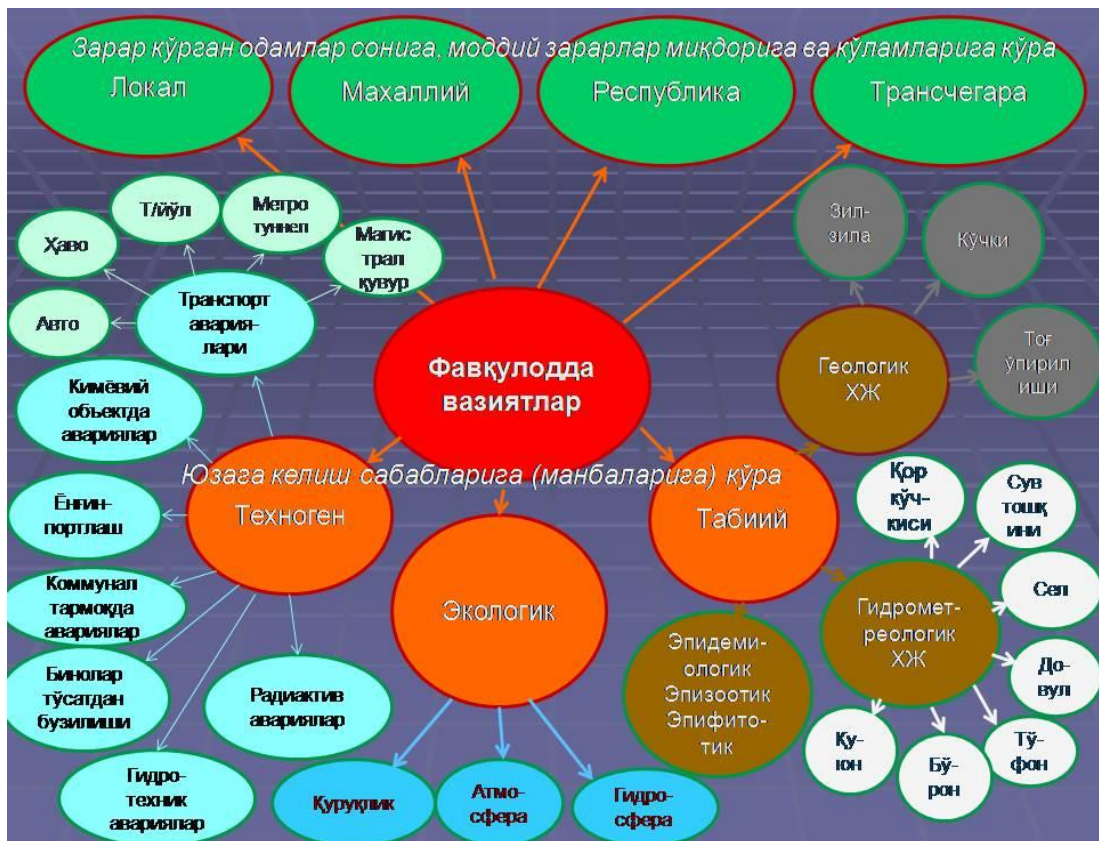 Зарар кўрган одамлар сонига, моддий зарарлар миқдорига ва кўламларига кўра
Локал
Махаллий
Республика
Трансчегара
Т/йўл
Метро
туннел
Ҳаво
Магис
трал
қувур
Авто
Транспорт
авария-
лари
Зил-
зила
Кўчки
Тоғ
ўпирил
иши
Геологик
ХЖ
Фавқулодда
вазиятлар
Кимёвий
объектда
авариялар
Юзага келиш сабабларига (манбаларига) кўра
Техноген
Табиий
Экологик
Ёнғин-
портлаш
Коммунал
тармоқда
авариялар
Бинолар
тўсатдан
бузилиши
Гидро-
техник
авариялар
Радиактив
авариялар
Қуруқлик
Атмо-
сфера
Гидро-
сфера
Эпидеми-
ологик
Эпизоотик
Эпифито-
тик
Гидромет-
реологик
ХЖ
Қор
кўч-
киси
Сув
тошқ
ини
Сел
До-
вул
Тў-
фон
Бў-
рон
Қу-
юн